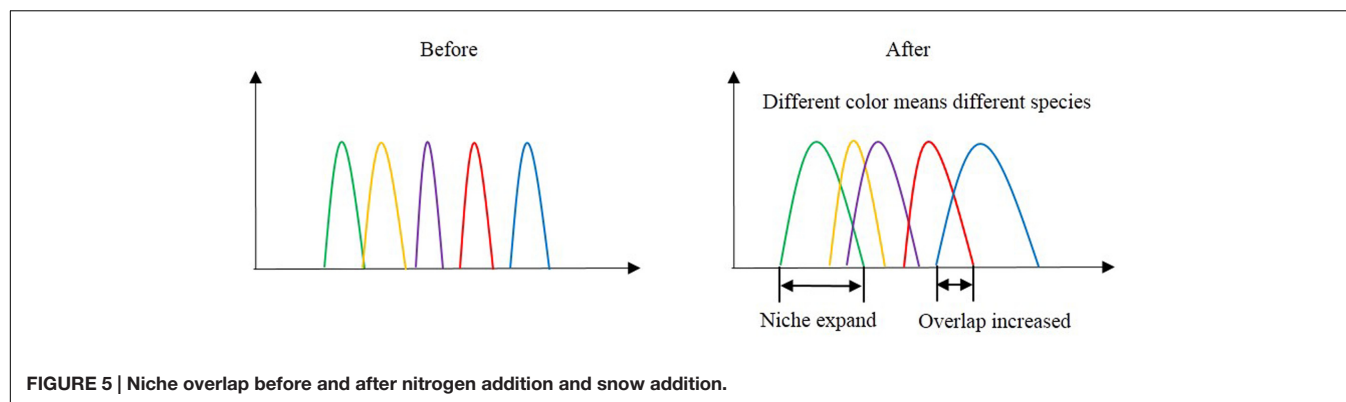 Before
After
Different color means different species
Niche expand
Overlap increased
FIGURE 5 | Niche overlap before and after nitrogen addition and snow addition.